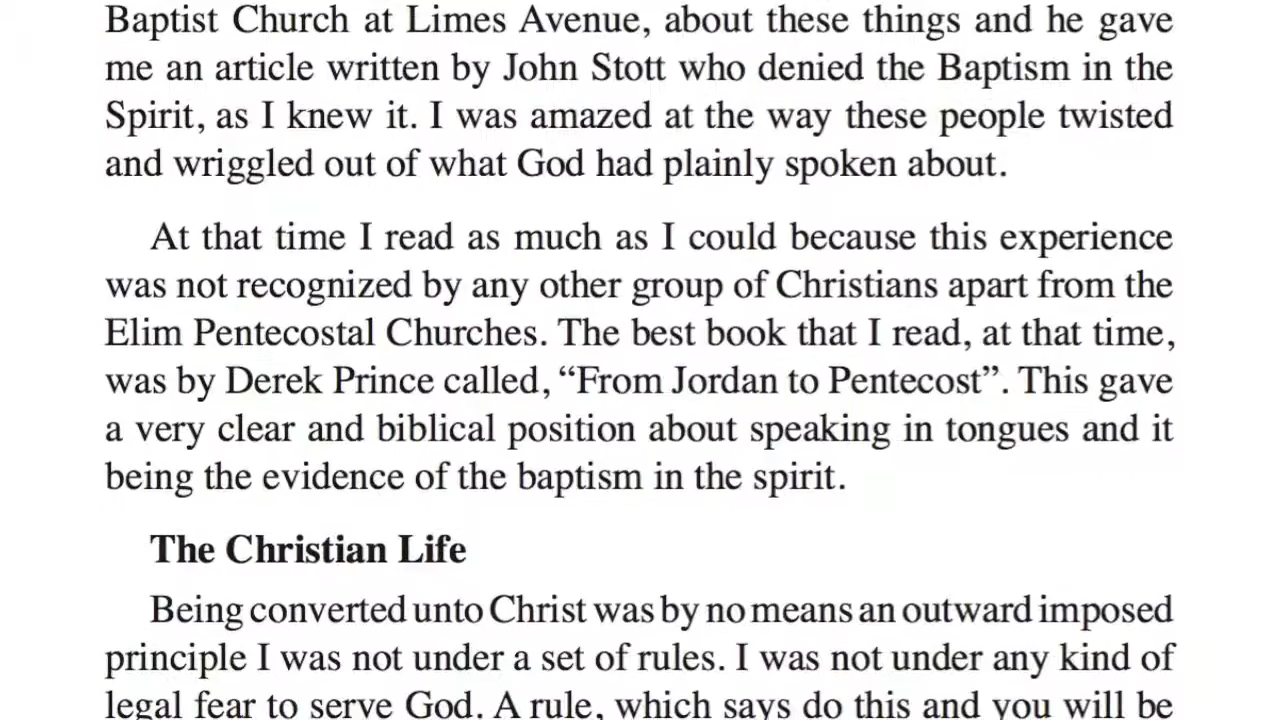 Baptist Church at Limes Avenue, about these things and he gave
me an article written by John Stott who denied the Baptism in the
Spirit, as I knew it. I was amazed at the way these people twisted
and wriggled out of what God had plainly spoken about.
At that time I read as much as I could because this experience
was not recognized by any other group of Christians apart from the
Elim Pentecostal Churches. The best book that I read, at that time,
was by Derek Prince called, “From Jordan to Pentecost”. This gave
a very clear and biblical position about speaking in tongues and it
being the evidence of the baptism in the spirit.
The Christian Life
Being converted unto Christ was by no means an outward imposed
principle I was not under a set of rules. I was not under any kind of
legal fear to serve God. A rule, which says do this and you will be